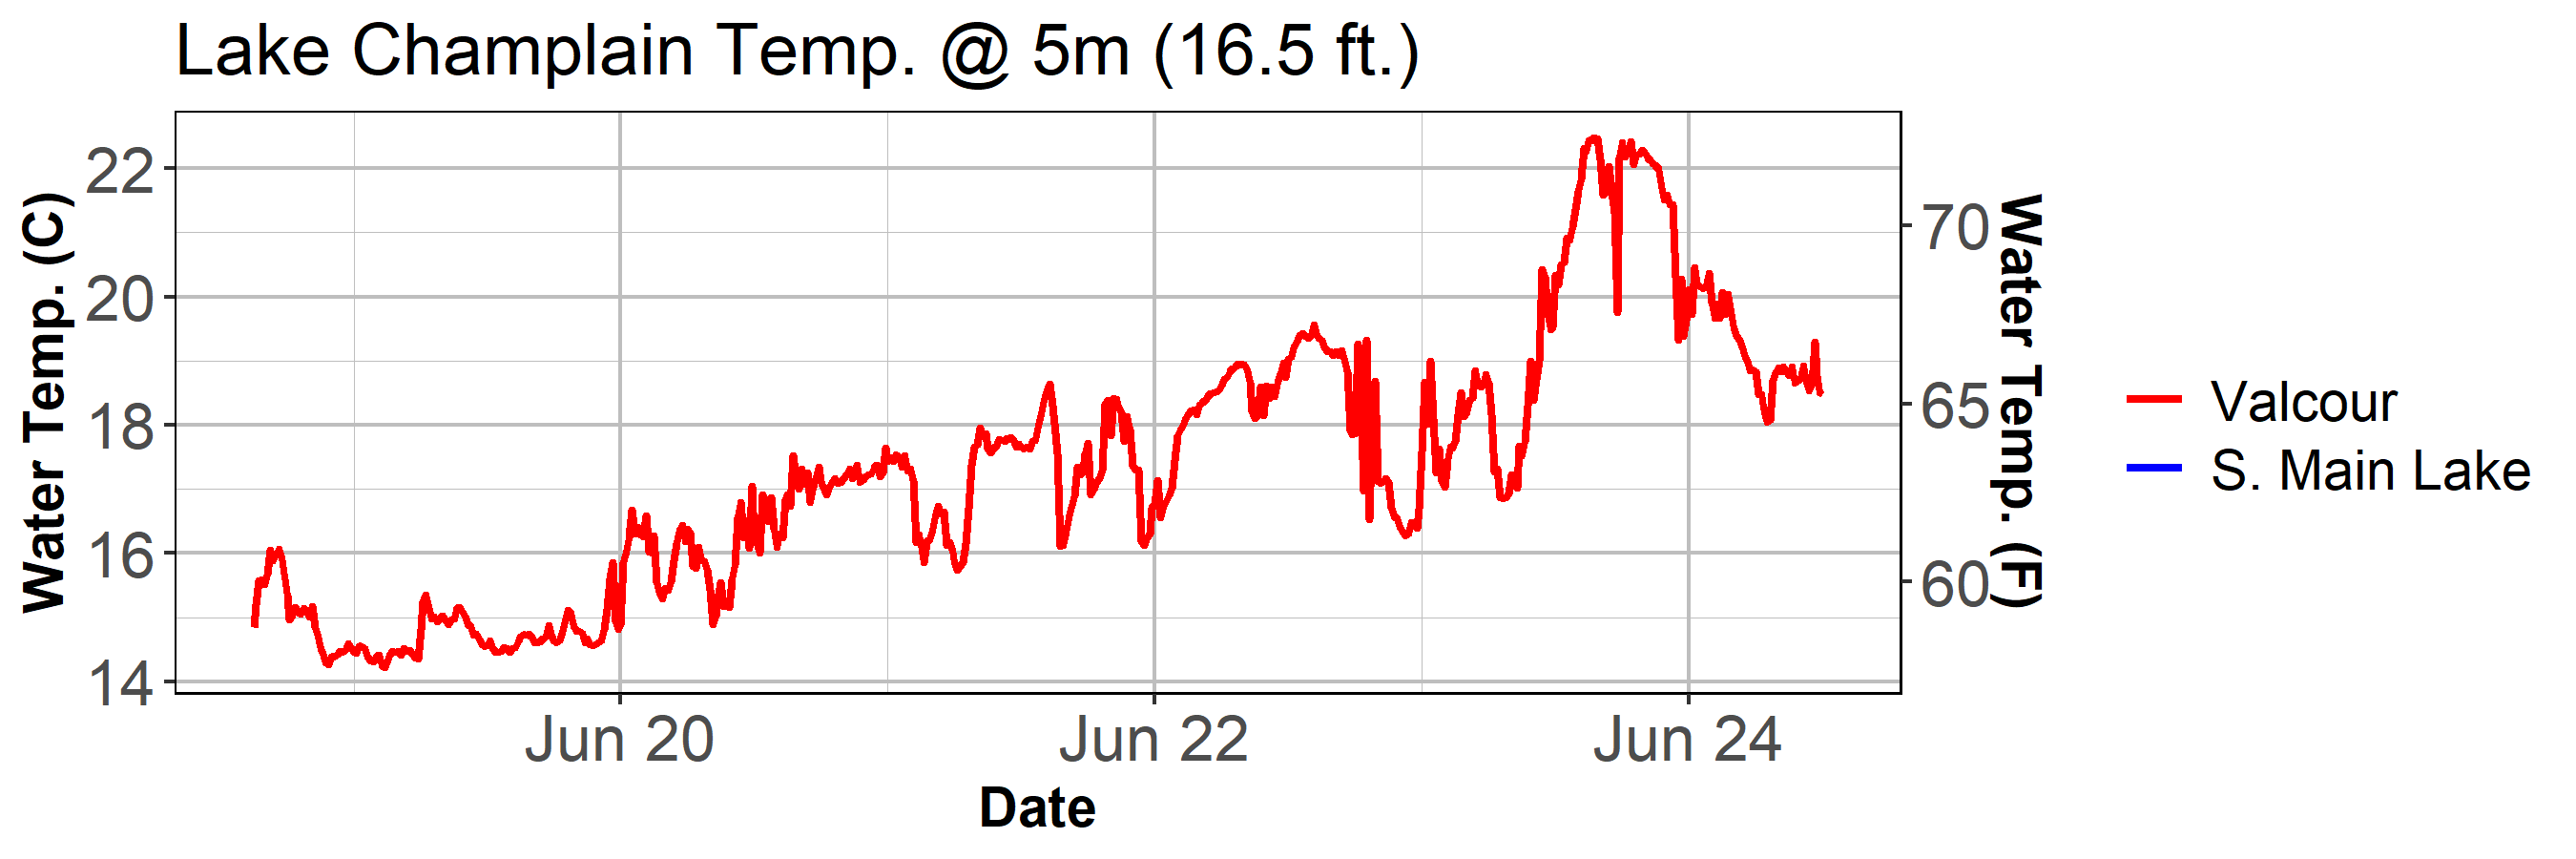 Lake Champlain Temp. @ 5m (16.5 ft.)
Water Temp. (C)
22
20
18
16
14
70
65
60
Water Temp. (F)
Jun 20
Jun 22
Jun 24
Date
Valcour
S. Main Lake